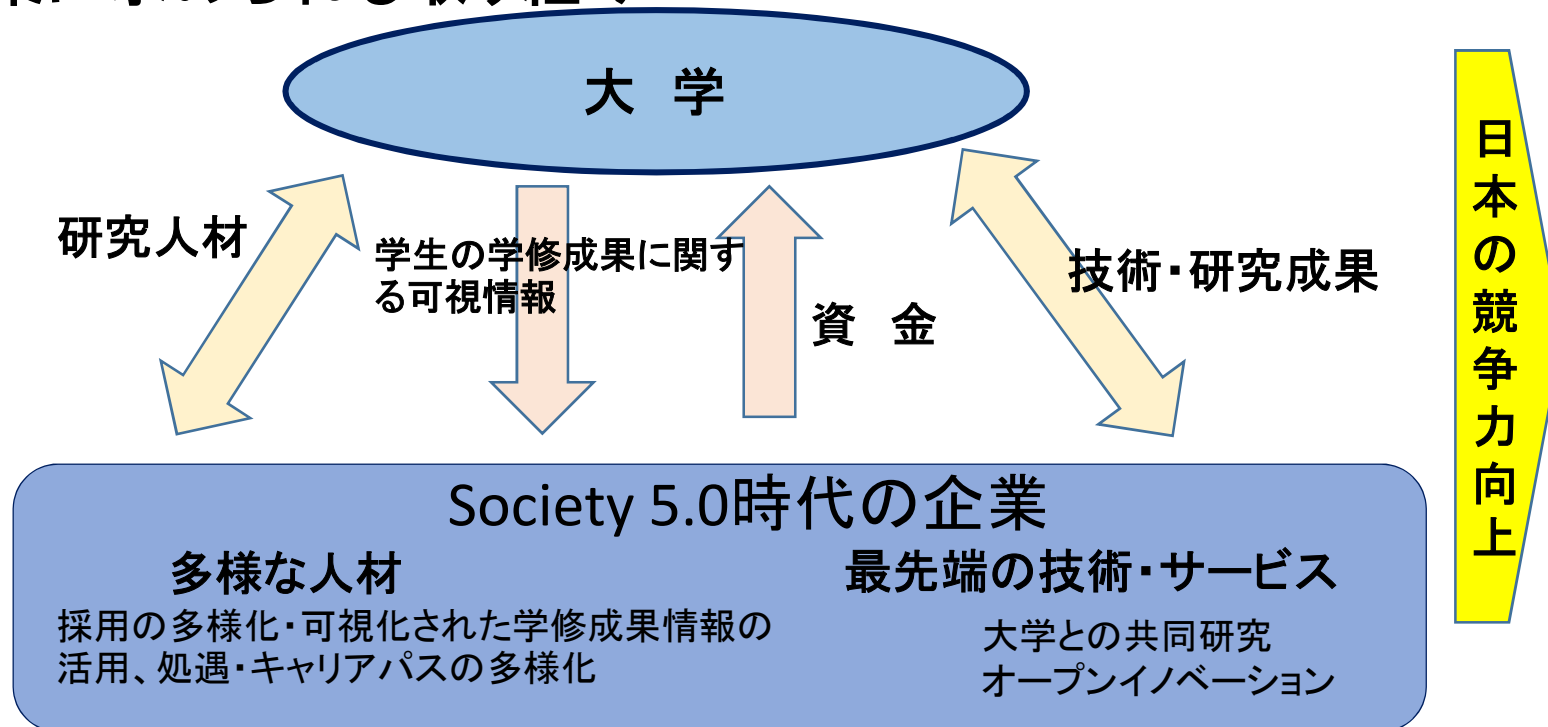 大　学
研究人材
学生の学修成果に関す
る可視情報
資　金
技術・研究成果
日本の競争力向上
Society 5.0時代の企業
多様な人材
最先端の技術・サービス
採用の多様化・可視化された学修成果情報の
活用、処遇・キャリアパスの多様化
大学との共同研究
オープンイノベーション